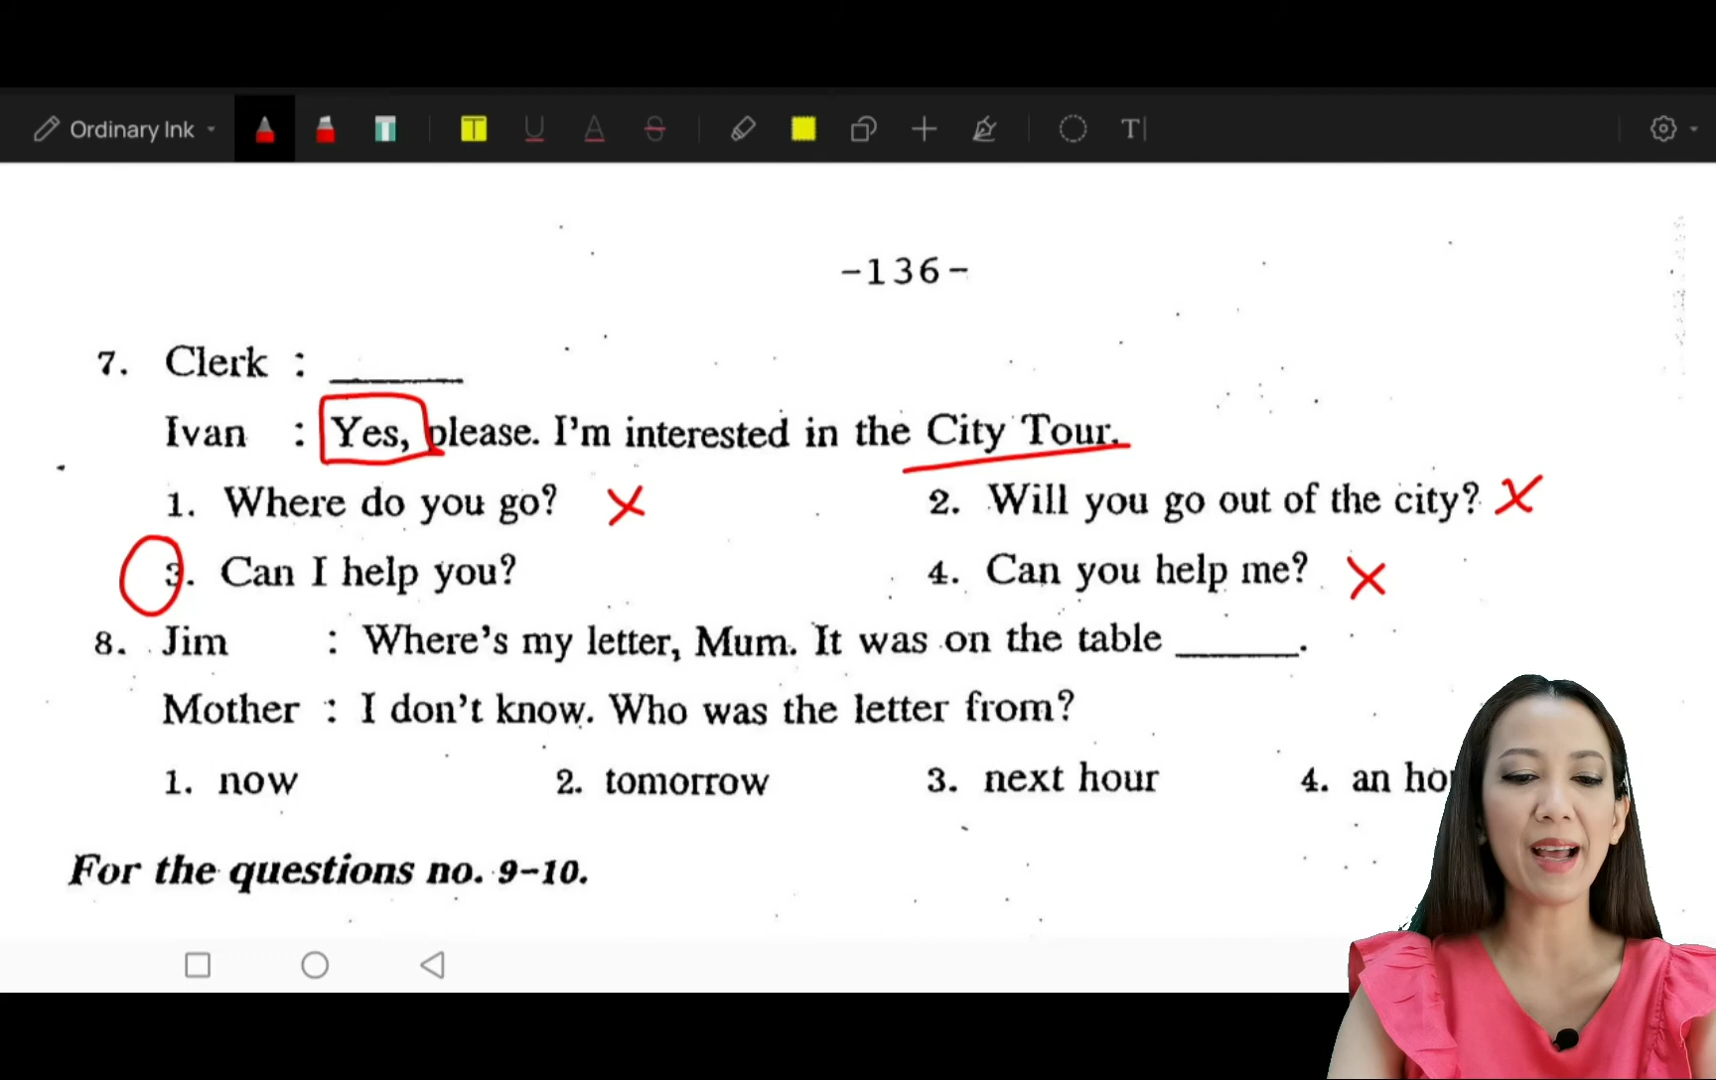 Ordinary Ink
-136-
7. Clerk : ______
Ivan : Yes, please. I'm interested in the City Tour.
1. Where do you go? 2. Will you go out of the city?
3. Can I help you? 4. Can you help me?
8. Jim : Where's my letter, Mum. It was on the table ______.
Mother : I don't know. Who was the letter from?
1. now 2. tomorrow 3. next hour 4. an
For the questions no. 9-10.